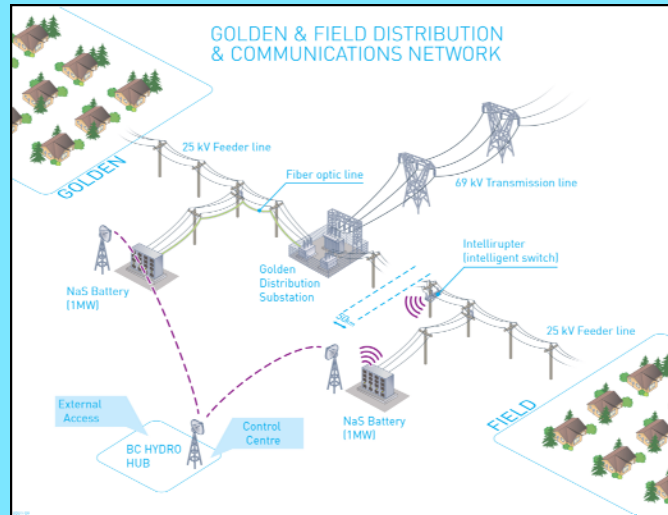 GOLDEN & FIELD DISTRIBUTION
& COMMUNICATIONS NETWORK
25 kV Feeder line
GOLDEN
Fiber optic line
69 kV Transmission line
NaS Battery
(1MW)
Golden
Distribution
Substation
Intellirupter
(intelligent switch)
50km
25 kV Feeder line
NaS Battery
(1MW)
FIELD
External
Access
Control
Centre
BC HYDRO
HUB